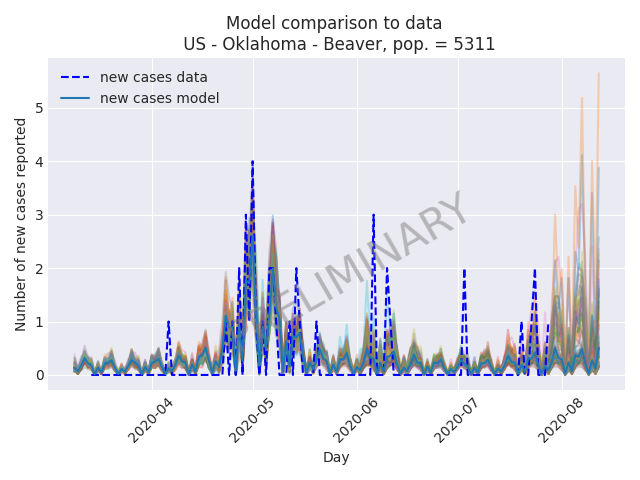 Model comparison to data
US - Oklahoma - Beaver, pop. = 5311
new cases data
new cases model
PRELIMINARY
Number of new cases reported
5
4
3
2
1
0
2020-04
2020-05
2020-06
2020-07
2020-08
Day